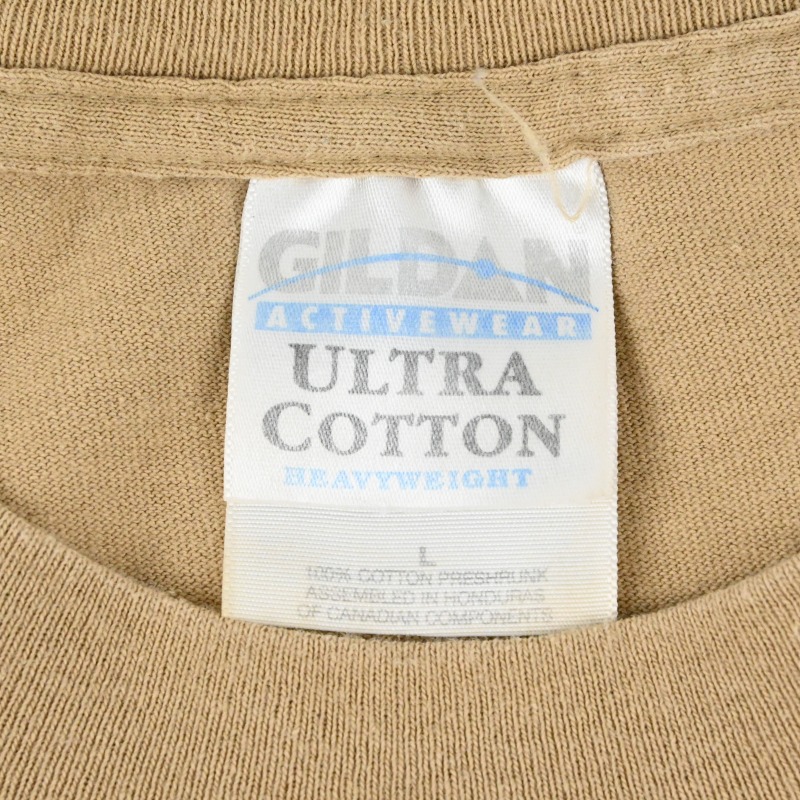 GILDAN
ACTIVEWEAR
ULTRA
COTTON
HEAVYWEIGHT
L
100% COTTON PRESHRUNK
ASSEMBLED IN HONDURAS
OF CANADIAN COMPONENTS